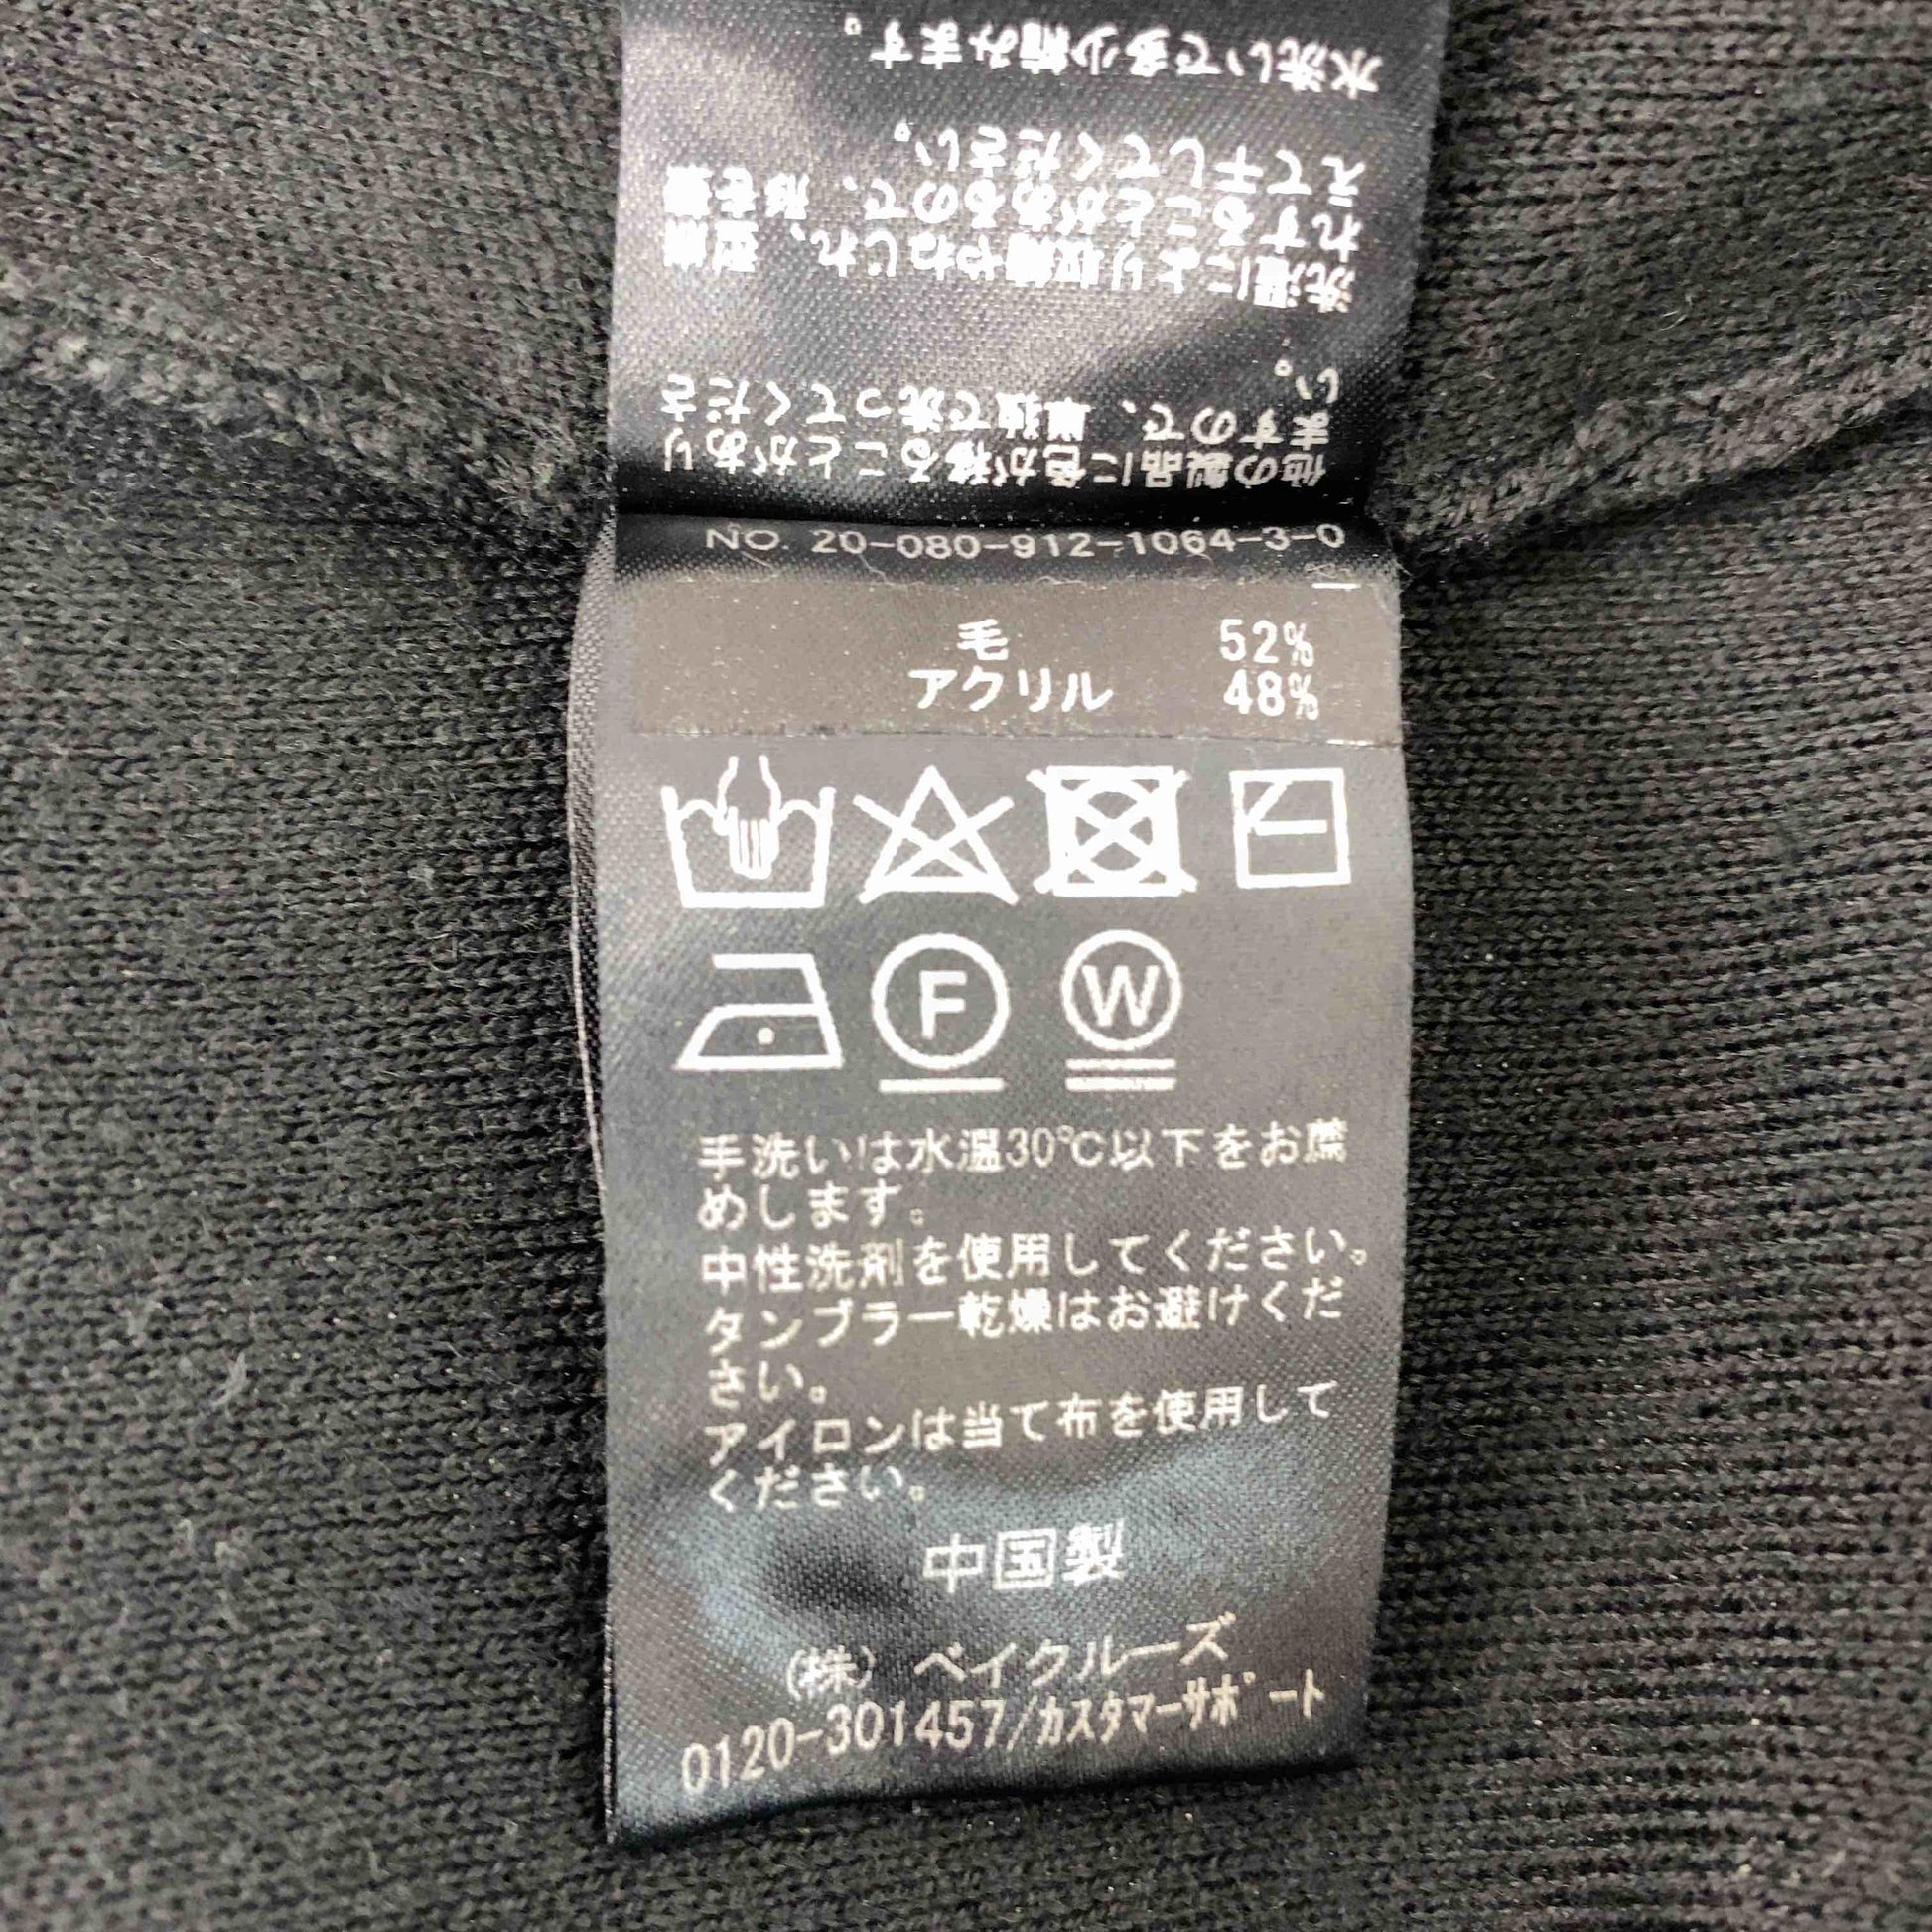 水洗いで多少縮みます。
洗濯により収縮やねじれ、型崩
れすることがあるので、形を整
えて干してください。
他の製品に色が移ることがあり
ますので、単独で洗ってくださ
い。
NO. 20-080-912-1064-3-0
毛 52%
アクリル 48%
F
W
手洗いは水温30℃以下をお薦
めします。
中性洗剤を使用してください。
タンブラー乾燥はお避けくだ
さい。
アイロンは当て布を使用して
ください。
中国製
(株) ベイクルーズ
0120-301457/カスタマーサポート